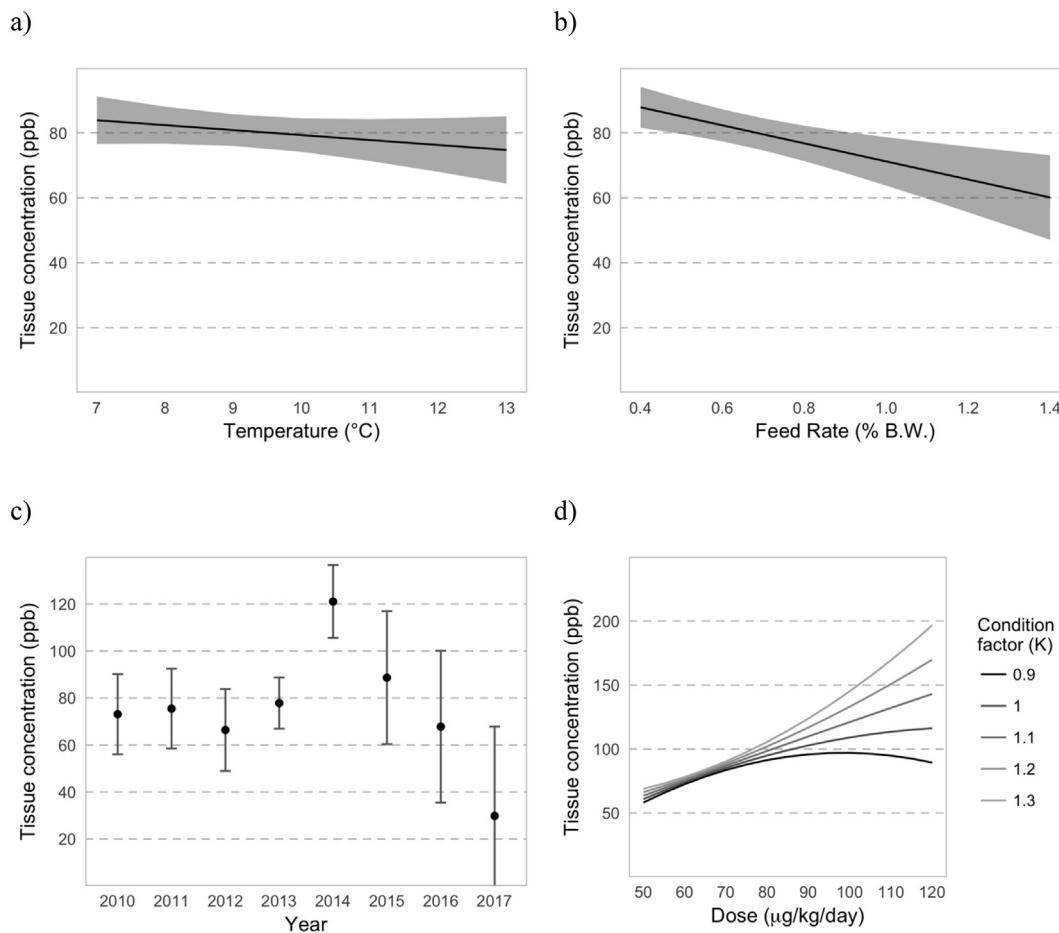 a)
Tissue concentration (ppb)
80
60
40
20
7 8 9 10 11 12 13
Temperature (°C)
b)
Tissue concentration (ppb)
80
60
40
20
0.4 0.6 0.8 1.0 1.2 1.4
Feed Rate (% B.W.)
c)
Tissue concentration (ppb)
120
100
80
60
40
20
2010 2011 2012 2013 2014 2015 2016 2017
Year
d)
Tissue concentration (ppb)
200
150
100
50
50 60 70 80 90 100 110 120
Dose (μg/kg/day)
Condition
factor (K)
0.9
1
1.1
1.2
1.3